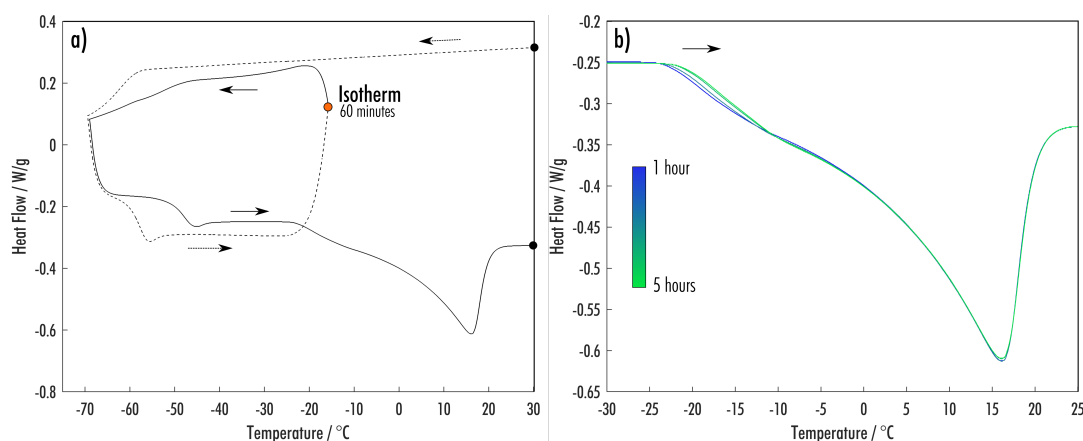 a)
0.4
0.2
0
-0.2
-0.4
-0.6
-0.8
Heat Flow / W/g
Isotherm
60 minutes
-70 -60 -50 -40 -30 -20 -10 0 10 20 30
Temperature / °C
b)
-0.2
-0.25
-0.3
-0.35
-0.4
-0.45
-0.5
-0.55
-0.6
-0.65
Heat Flow / W/g
1 hour
5 hours
-30 -25 -20 -15 -10 -5 0 5 10 15 20 25
Temperature / °C